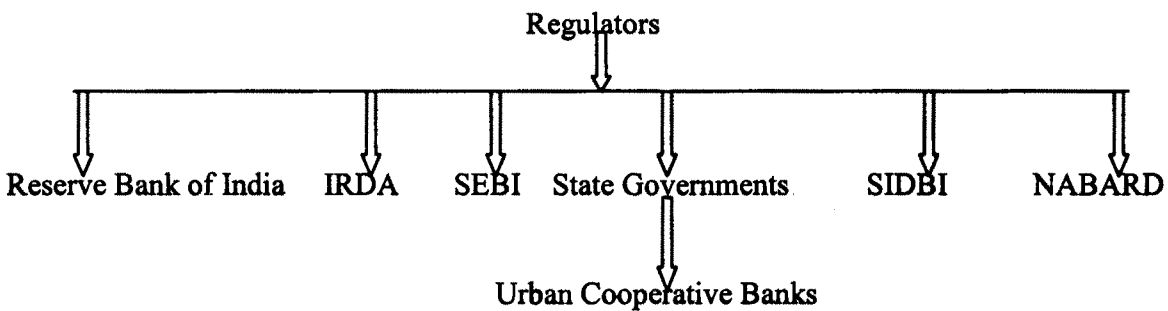 Regulators
Reserve Bank of India IRDA SEBI State Governments SIDBI NABARD
Urban Cooperative Banks